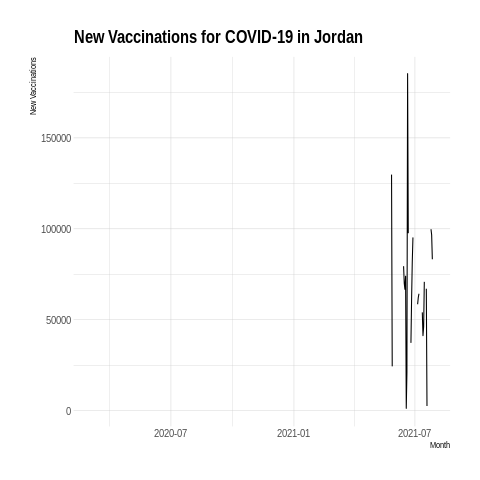 New Vaccinations for COVID-19 in Jordan
New Vaccinations
150000
100000
50000
0
2020-07 2021-01 2021-07
Month